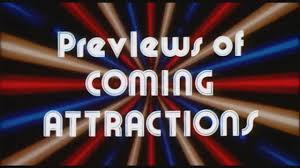 Previews of
COMING
ATTRACTIONS